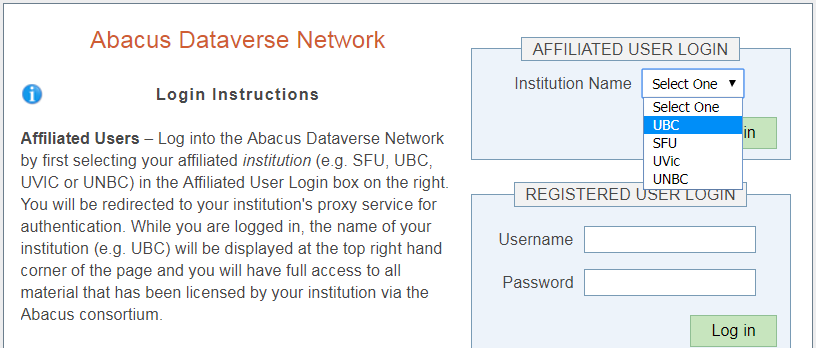 Abacus Dataverse Network
Login Instructions
Affiliated Users – Log into the Abacus Dataverse Network
by first selecting your affiliated institution (e.g. SFU, UBC,
UVIC or UNBC) in the Affiliated User Login box on the right.
You will be redirected to your institution's proxy service for
authentication. While you are logged in, the name of your
institution (e.g. UBC) will be displayed at the top right hand
corner of the page and you will have full access to all
material that has been licensed by your institution via the
Abacus consortium.
AFFILIATED USER LOGIN
Institution Name Select One
Select One
UBC
in
SFU
UVic
UNBC
REGISTERED USER LOGIN
Username
Password
Log in